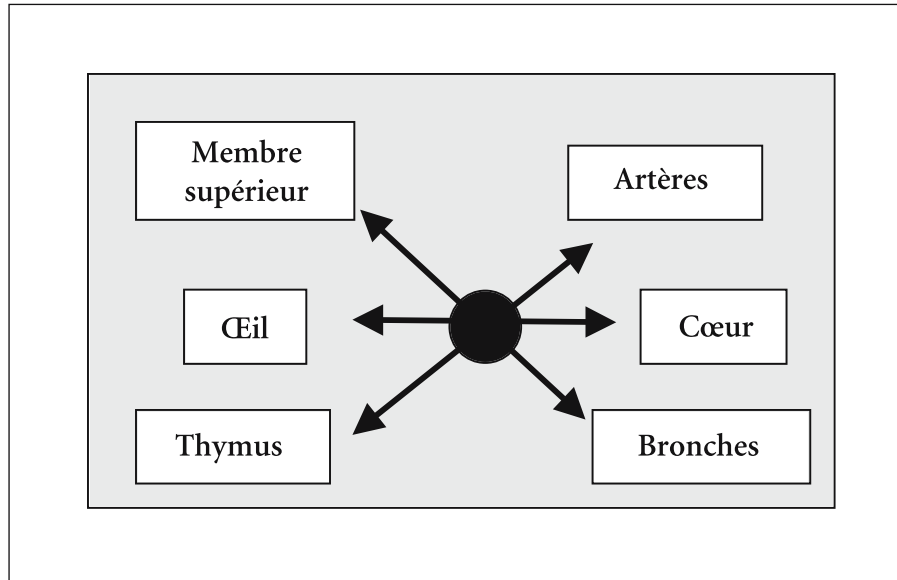 Membre
supérieur
Artères
Œil
Cœur
Thymus
Bronches